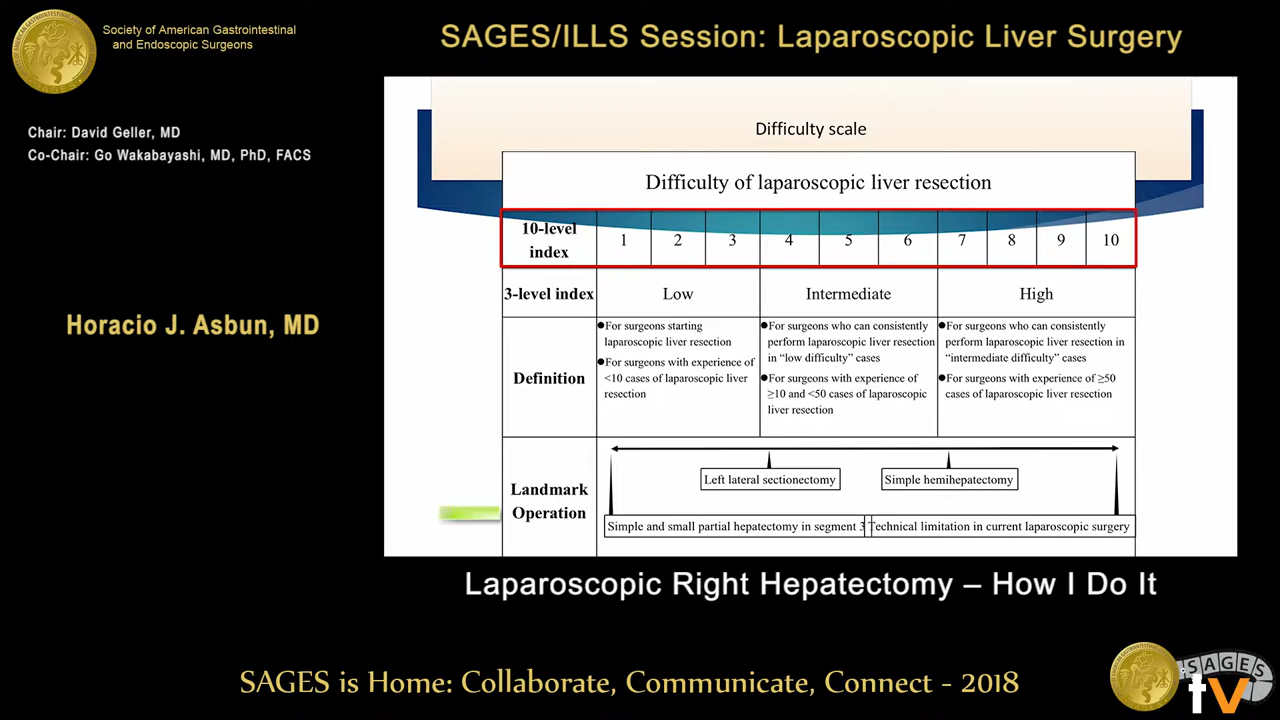 Society of American Gastrointestinal
and Endoscopic Surgeons
SAGES/ILLS Session: Laparoscopic Liver Surgery
Chair: David Geller, MD
Co-Chair: Go Wakabayashi, MD, PhD, FACS
Horacio J. Asbun, MD
Difficulty scale
Difficulty of laparoscopic liver resection
10-level index 1 2 3 4 5 6 7 8 9 10
3-level index Low Intermediate High
Definition
●For surgeons starting
laparoscopic liver resection
●For surgeons with experience of
<10 cases of laparoscopic liver
resection
●For surgeons who can consistently
perform laparoscopic liver resection
in “low difficulty” cases
●For surgeons with experience of
≥10 and <50 cases of laparoscopic
liver resection
●For surgeons who can consistently
perform laparoscopic liver resection in
“intermediate difficulty” cases
●For surgeons with experience of ≥50
cases of laparoscopic liver resection
Landmark
Operation
Left lateral sectionectomy
Simple hemihepatectomy
Simple and small partial hepatectomy in segment 3
Technical limitation in current laparoscopic surgery
Laparoscopic Right Hepatectomy – How I Do It
SAGES is Home: Collaborate, Communicate, Connect - 2018
SAGES
tv